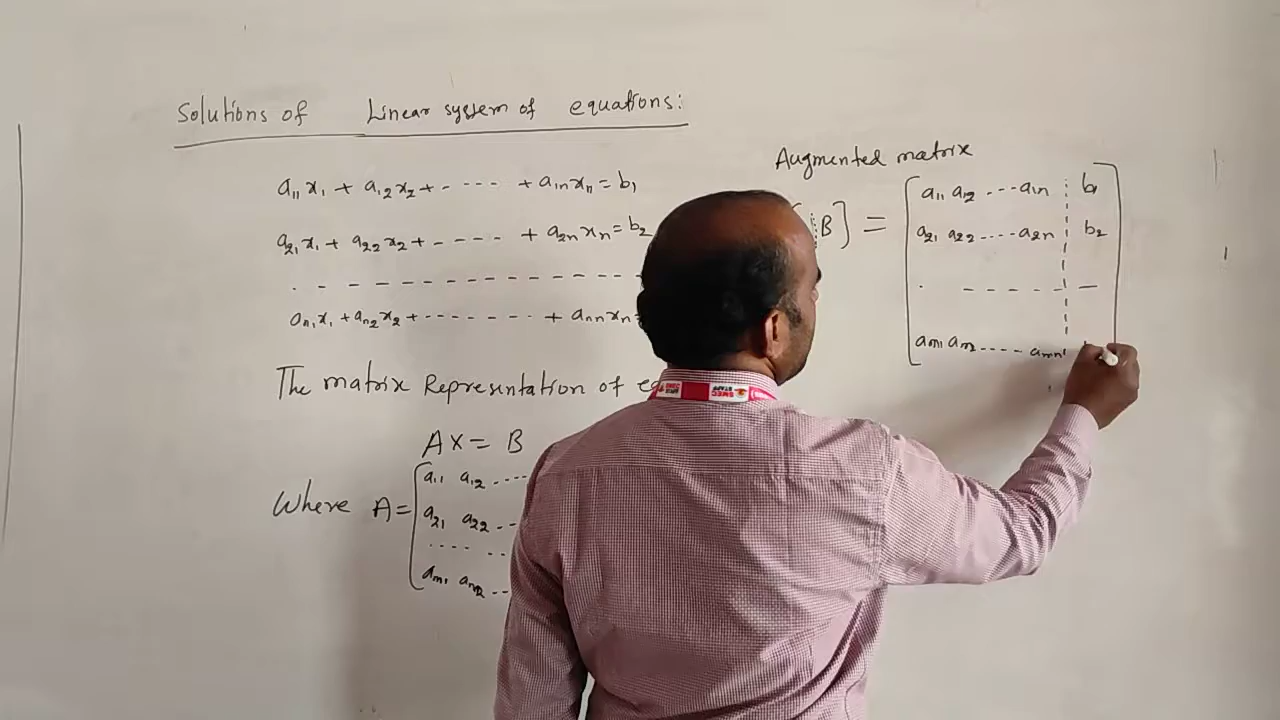 Solutions of Linear system of equations:
a₁₁x₁ + a₁₂x₂ + - ---- + a₁ₙxₙ = b₁
a₂₁x₁ + a₂₂x₂ + - - - - + a₂ₙxₙ = b₂
. - - - - - - - - - - - - -
aₙ₁x₁ + aₙ₂x₂ + - - - - - - + aₙₙxₙ
The matrix Representation of
AX = B
Where A = [a₁₁ a₁₂ ----
a₂₁ a₂₂ --
---- --
aₘ₁ aₘ₂ --
Augmented matrix
[ ⋮B] = [a₁₁ a₁₂ ---a₁ₙ ⋮ b₁]
a₂₁ a₂₂ ----a₂ₙ ⋮ b₂
. - - - - - —
aₘ₁ aₘ₂ ---- aₘₙ ⋮
SMEC
STAFF